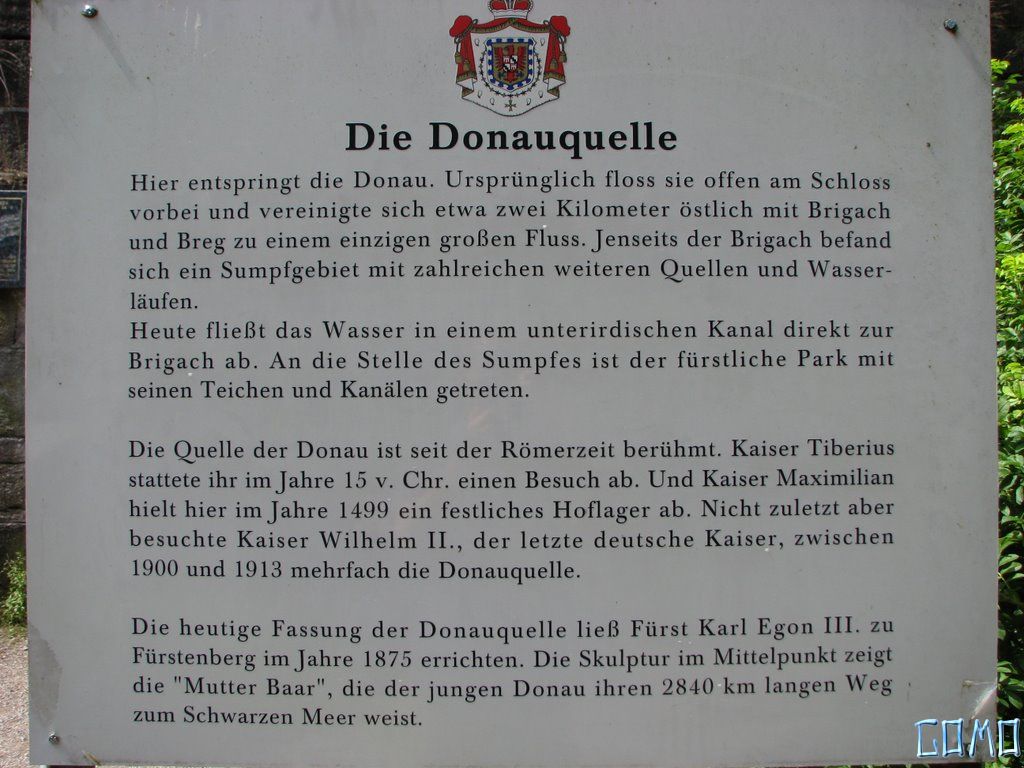 Die Donauquelle
Hier entspringt die Donau. Ursprünglich floss sie offen am Schloss
vorbei und vereinigte sich etwa zwei Kilometer östlich mit Brigach
und Breg zu einem einzigen großen Fluss. Jenseits der Brigach befand
sich ein Sumpfgebiet mit zahlreichen weiteren Quellen und Wasser-
läufen.
Heute fließt das Wasser in einem unterirdischen Kanal direkt zur
Brigach ab. An die Stelle des Sumpfes ist der fürstliche Park mit
seinen Teichen und Kanälen getreten.
Die Quelle der Donau ist seit der Römerzeit berühmt. Kaiser Tiberius
stattete ihr im Jahre 15 v. Chr. einen Besuch ab. Und Kaiser Maximilian
hielt hier im Jahre 1499 ein festliches Hoflager ab. Nicht zuletzt aber
besuchte Kaiser Wilhelm II., der letzte deutsche Kaiser, zwischen
1900 und 1913 mehrfach die Donauquelle.
Die heutige Fassung der Donauquelle ließ Fürst Karl Egon III. zu
Fürstenberg im Jahre 1875 errichten. Die Skulptur im Mittelpunkt zeigt
die "Mutter Baar", die der jungen Donau ihren 2840 km langen Weg
zum Schwarzen Meer weist.
COMO